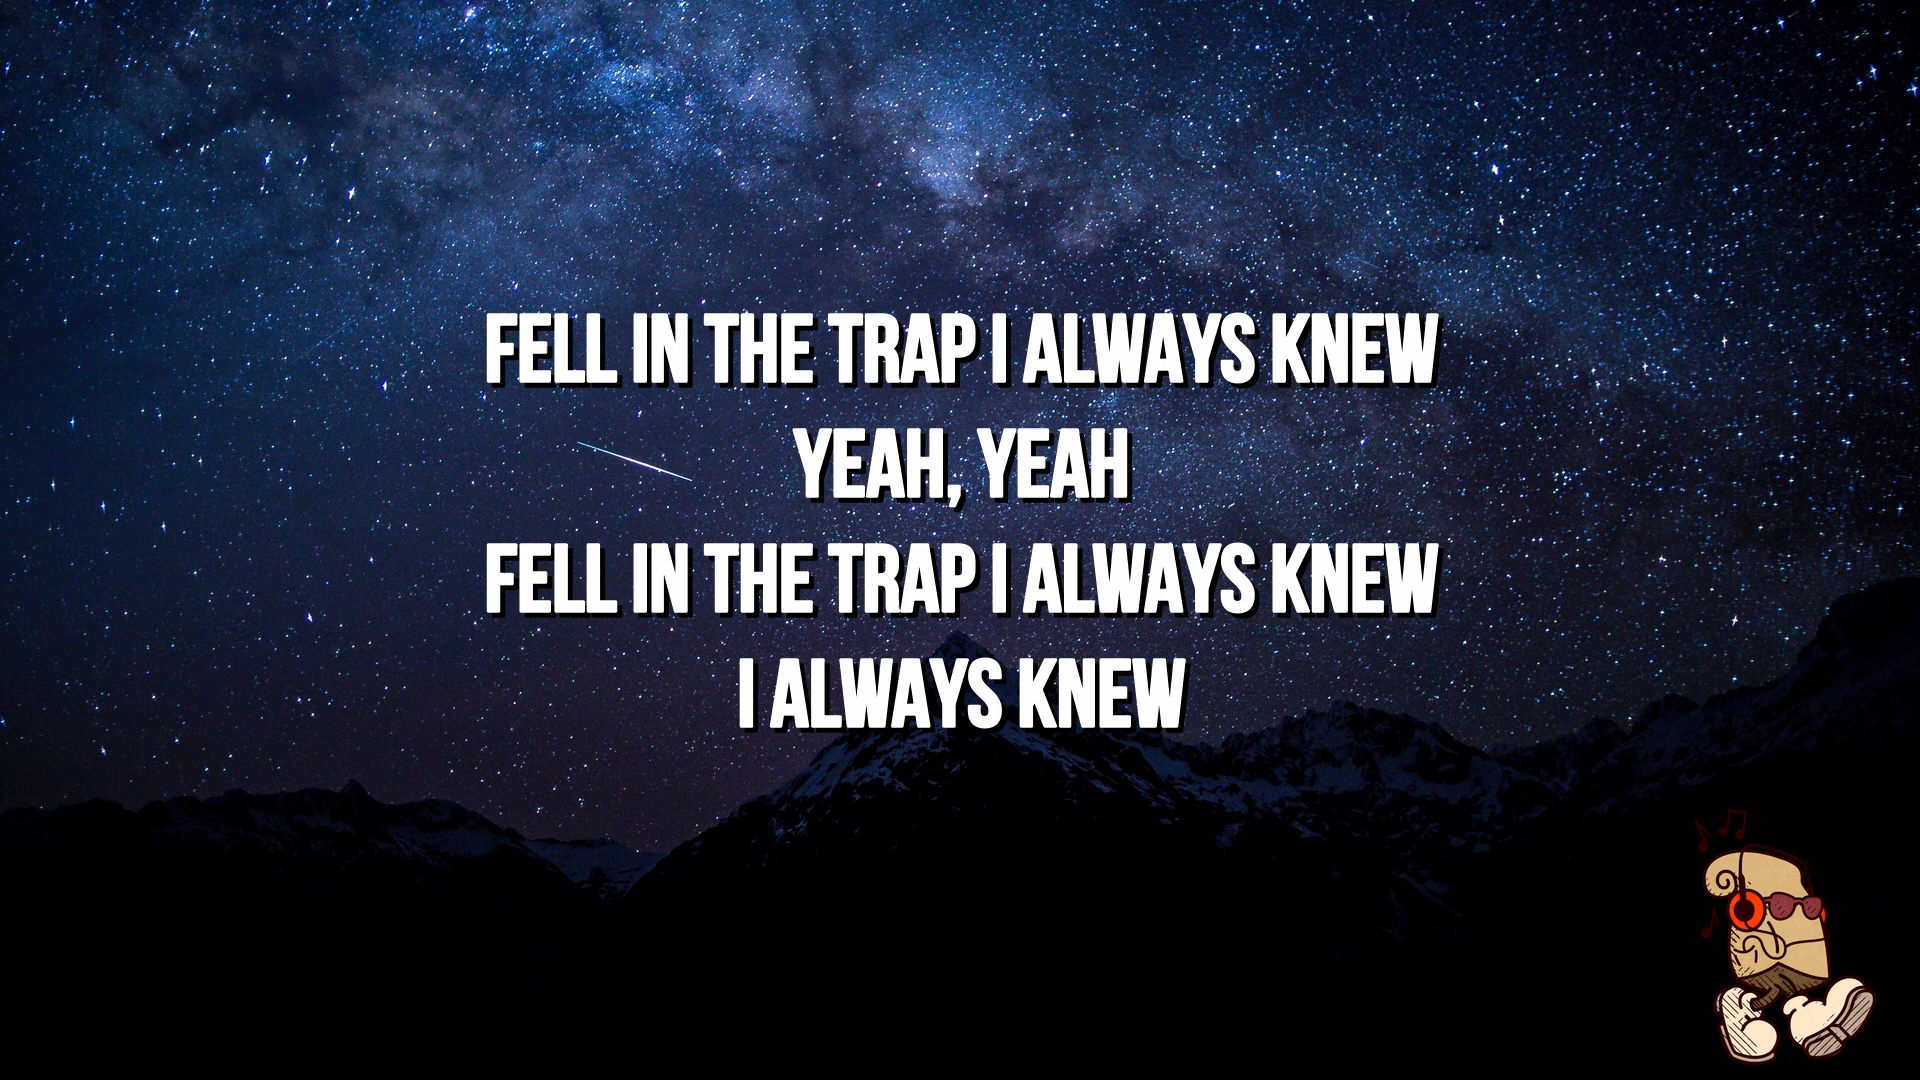 FELL IN THE TRAP I ALWAYS KNEW
YEAH, YEAH
FELL IN THE TRAP I ALWAYS KNEW
I ALWAYS KNEW